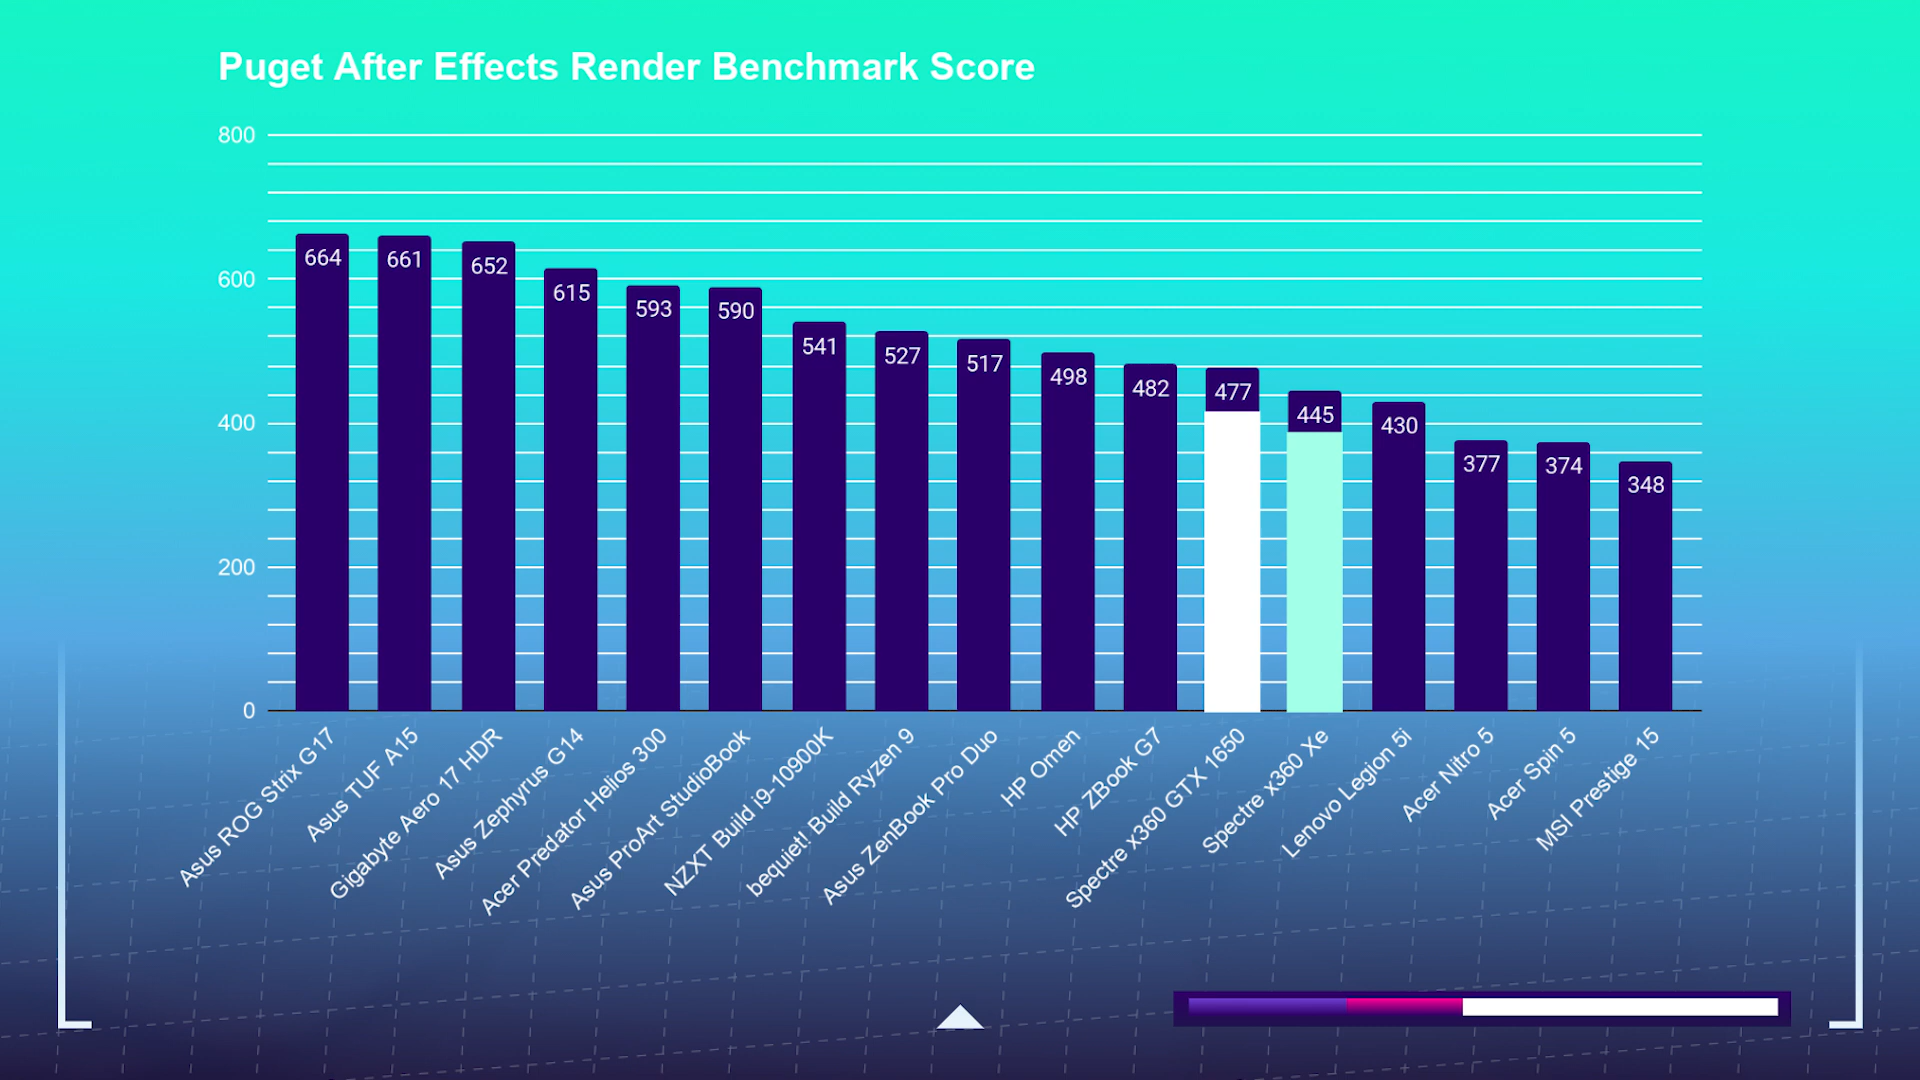 Puget After Effects Render Benchmark Score
800
600
400
200
0
664
661
652
615
593
590
541
527
517
498
482
477
445
430
377
374
348
Asus ROG Strix G17
Asus TUF A15
Gigabyte Aero 17 HDR
Asus Zephyrus G14
Acer Predator Helios 300
Asus ProArt StudioBook
NZXT Build i9-10900K
bequiet! Build Ryzen 9
Asus ZenBook Pro Duo
HP Omen
HP ZBook G7
Spectre x360 GTX 1650
Spectre x360 Xe
Lenovo Legion 5i
Acer Nitro 5
Acer Spin 5
MSI Prestige 15